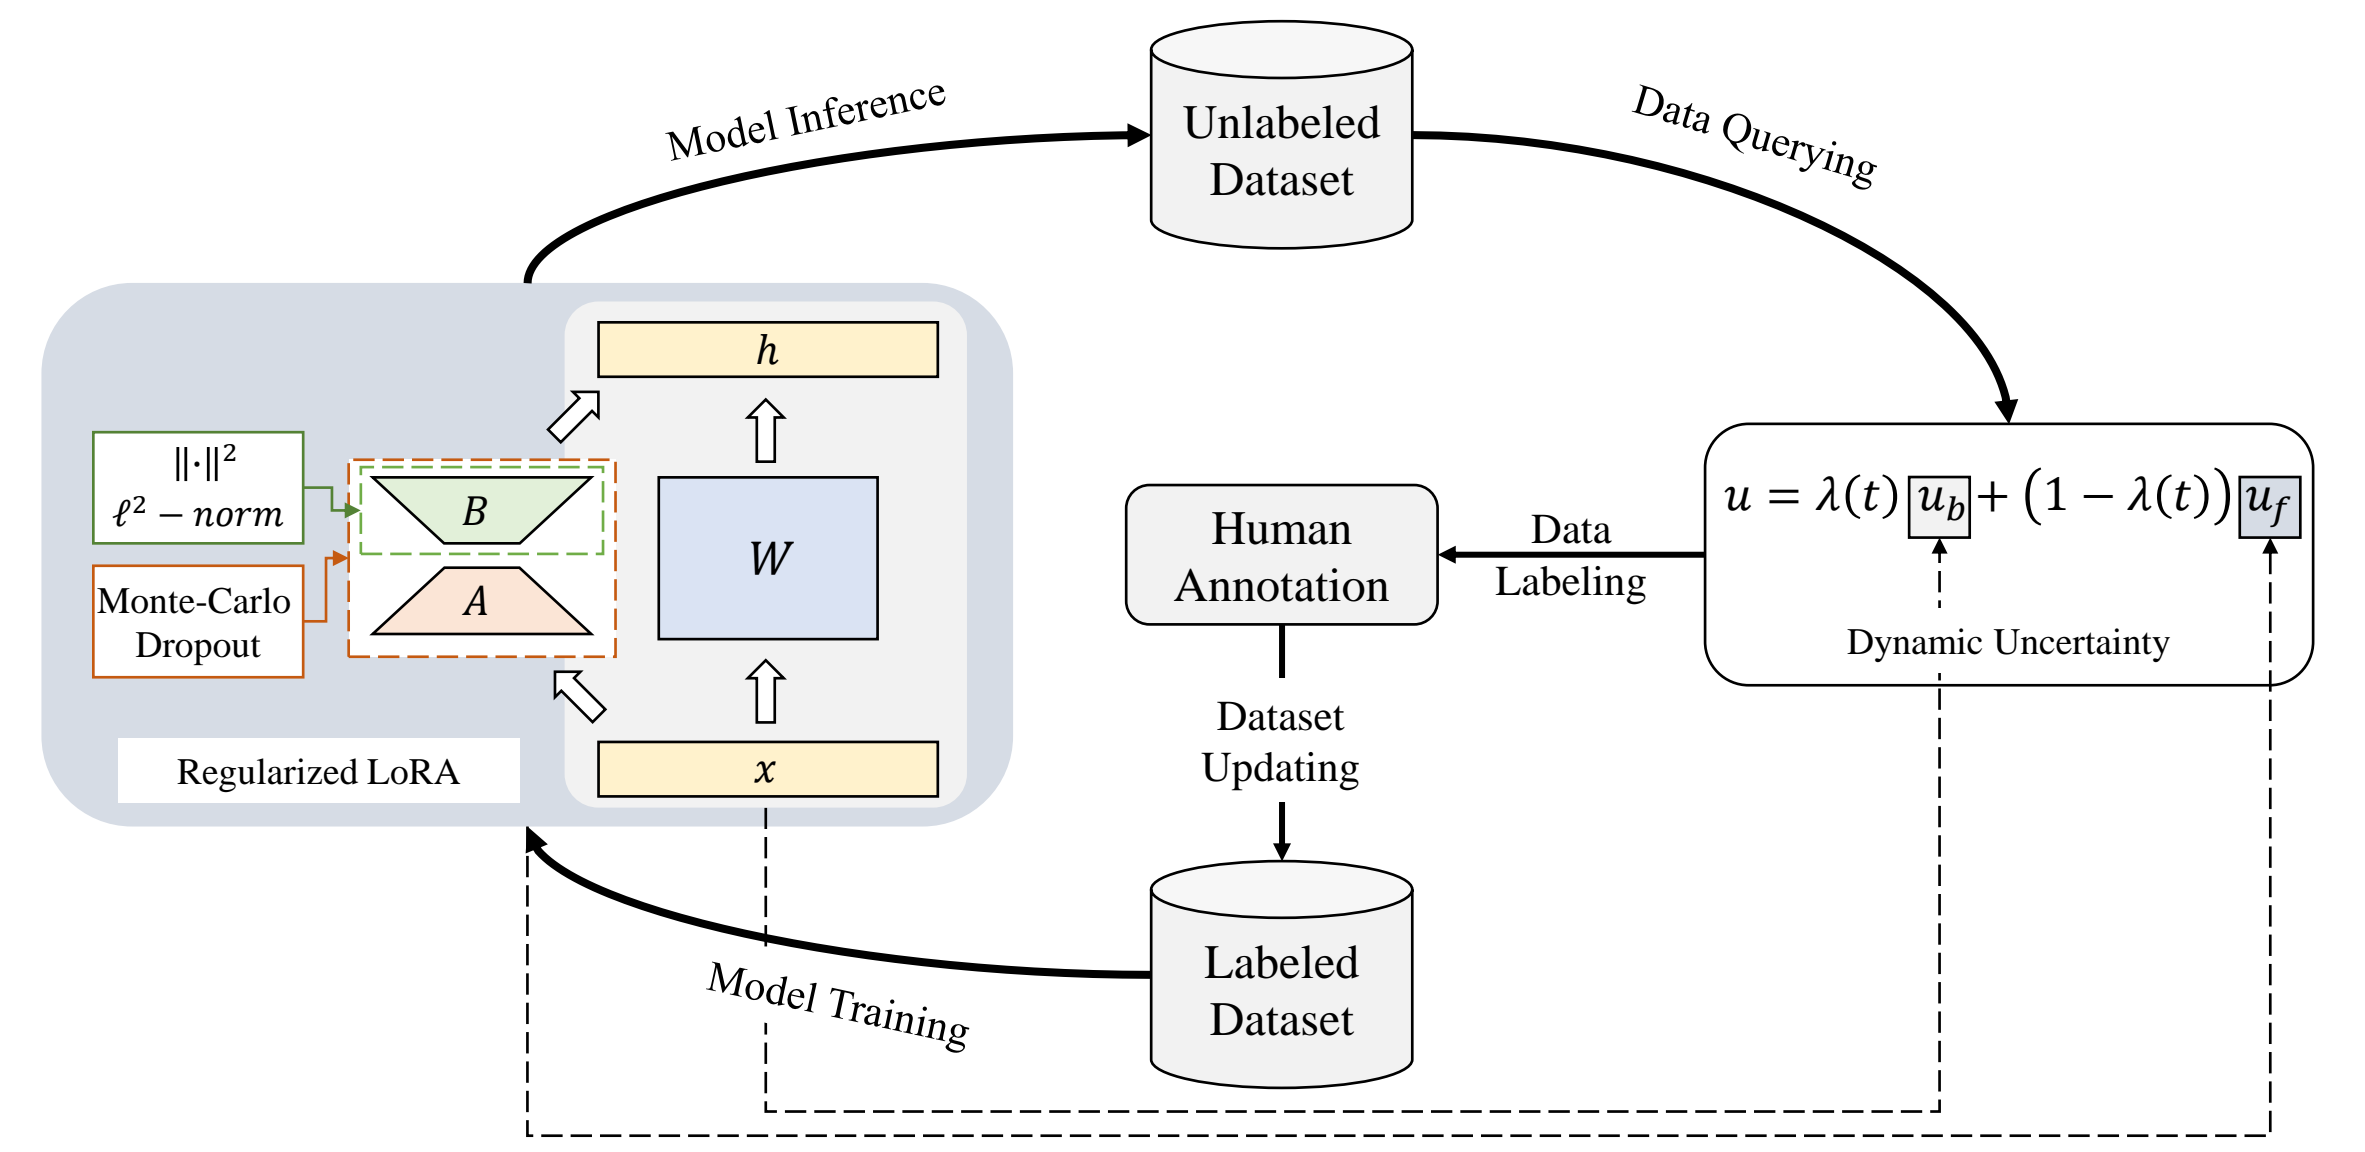 Model Inference
Unlabeled
Dataset
Data Querying
h
‖·‖²
ℓ² − norm
B
A
W
Monte-Carlo
Dropout
Regularized LoRA
x
u = λ(t) u_b + (1 − λ(t)) u_f
Dynamic Uncertainty
Data
Labeling
Human
Annotation
Dataset
Updating
Labeled
Dataset
Model Training